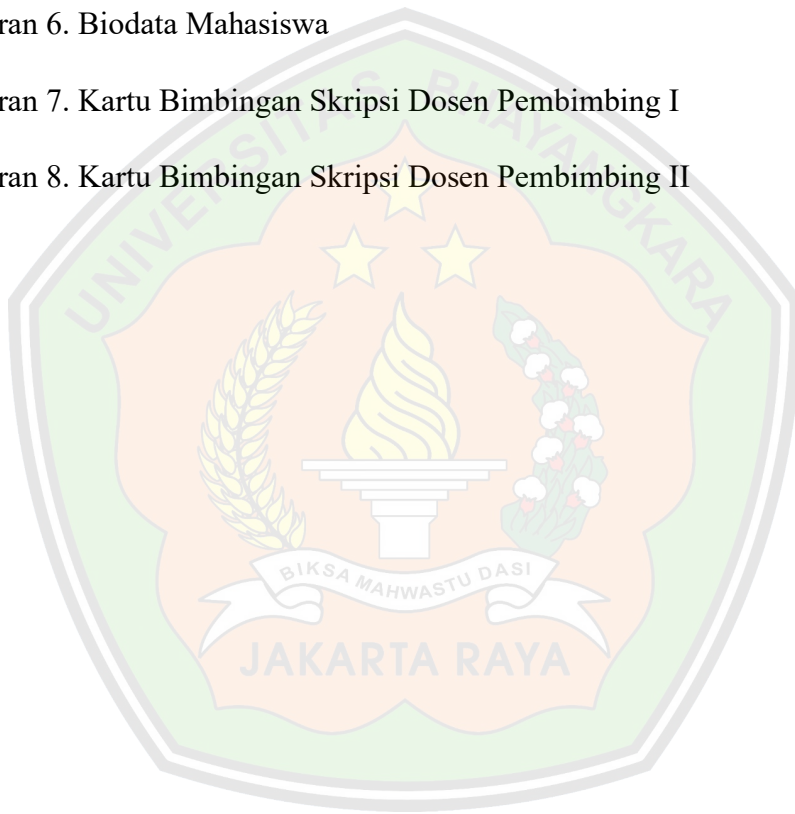 ran 6. Biodata Mahasiswa
ran 7. Kartu Bimbingan Skripsi Dosen Pembimbing I
ran 8. Kartu Bimbingan Skripsi Dosen Pembimbing II
UNIVERSITAS BHAYANGKARA
BIKSA MAHWASTU DASI
JAKARTA RAYA